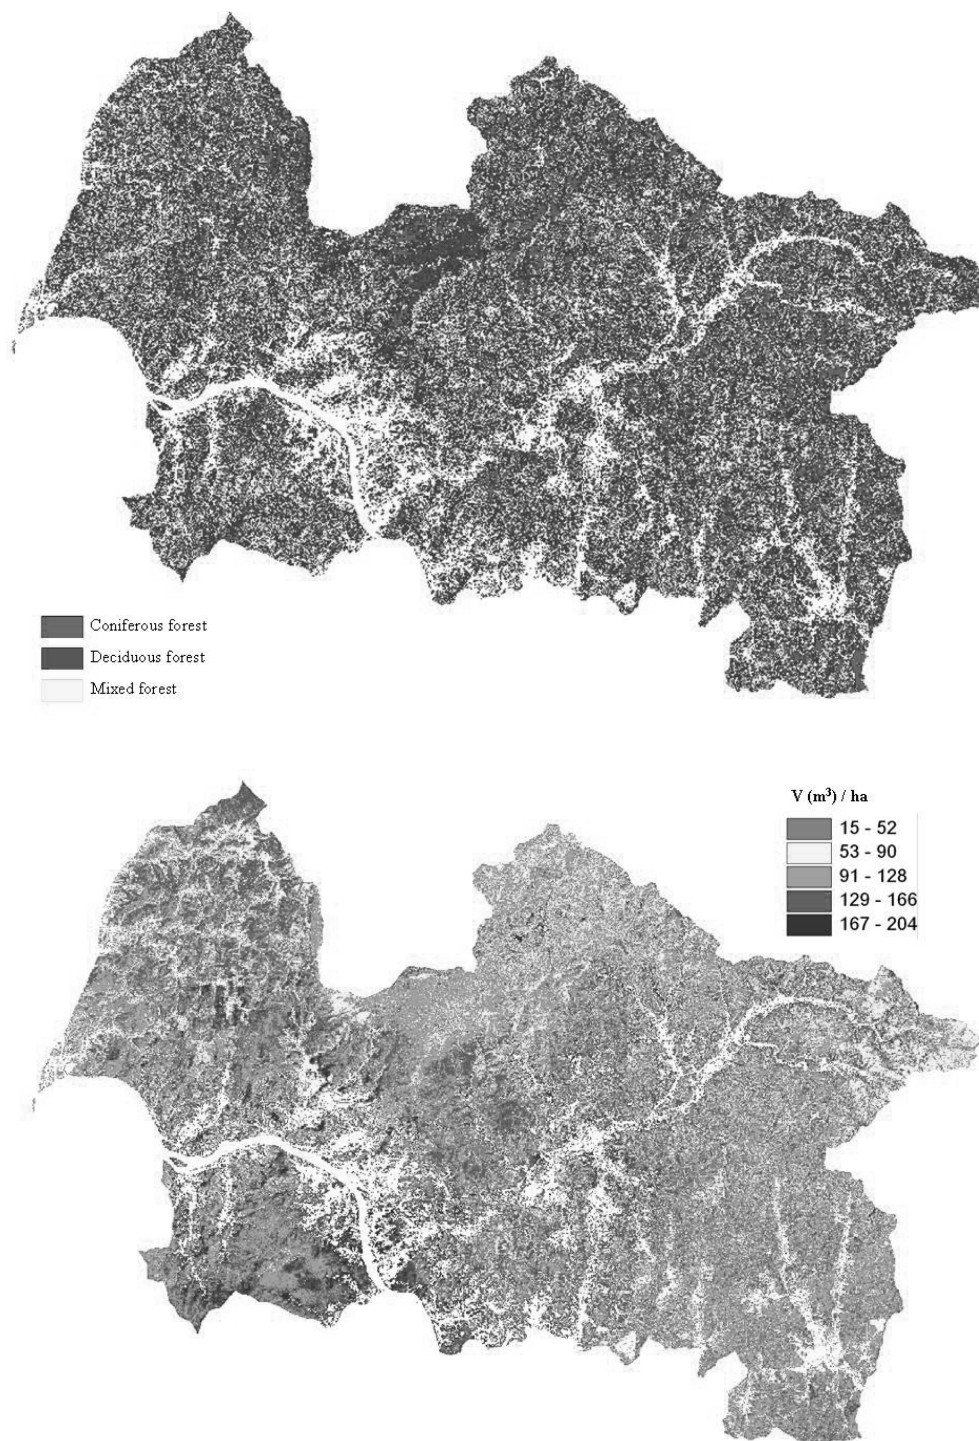 Coniferous forest
Deciduous forest
Mixed forest
V (m³) / ha
15 - 52
53 - 90
91 - 128
129 - 166
167 - 204